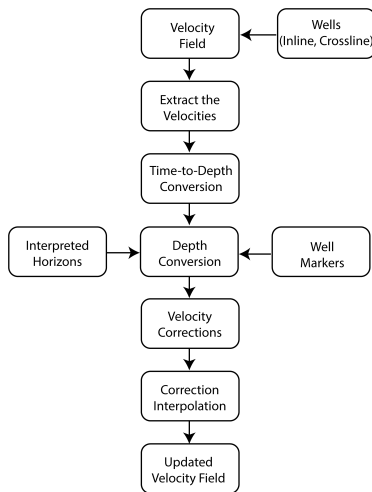 Velocity
Field
Wells
(Inline, Crossline)
Extract the
Velocities
Time-to-Depth
Conversion
Interpreted
Horizons
Depth
Conversion
Well
Markers
Velocity
Corrections
Correction
Interpolation
Updated
Velocity Field